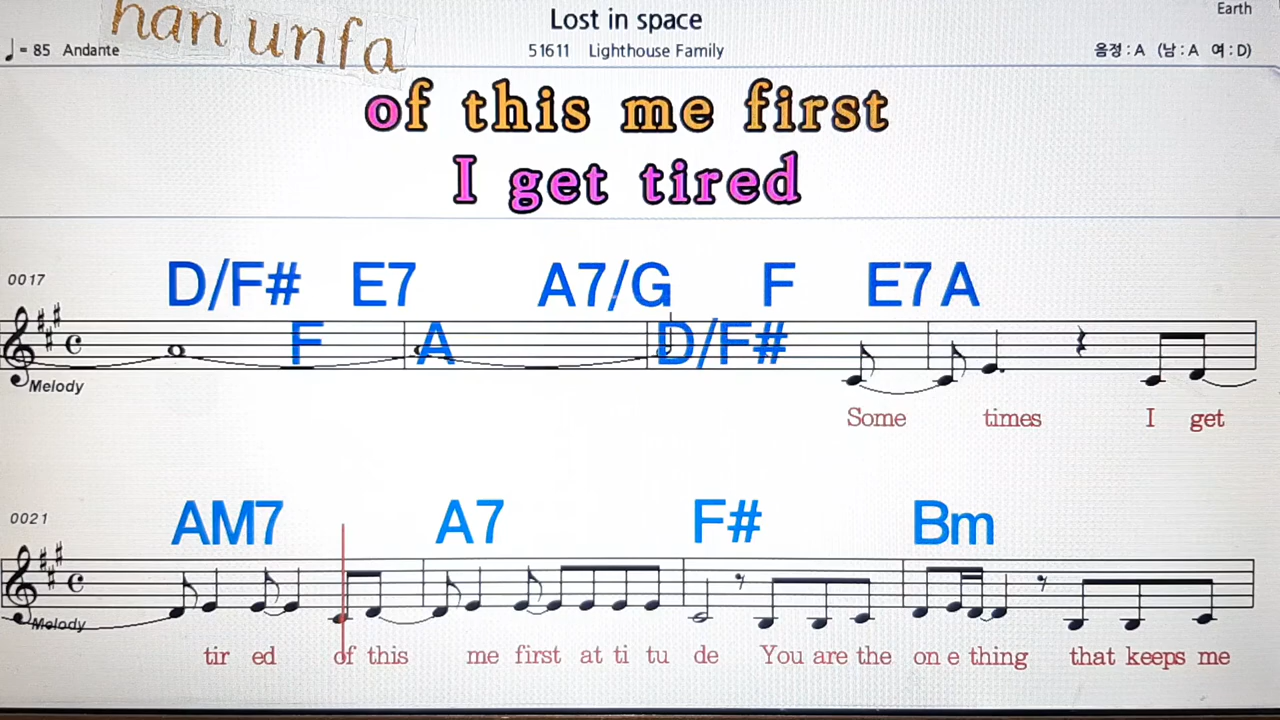 Lost in space
Earth
han unfa
♩= 85 Andante
51611 Lighthouse Family
음정 : A (남 : A 여 : D)
of this me first
I get tired
0017
D/F# E7 A7/G F E7 A
F A D/F#
Melody
Some times I get
0021
AM7 A7 F# Bm
Melody
tir ed of this me first at ti tu de You are the on e thing that keeps me